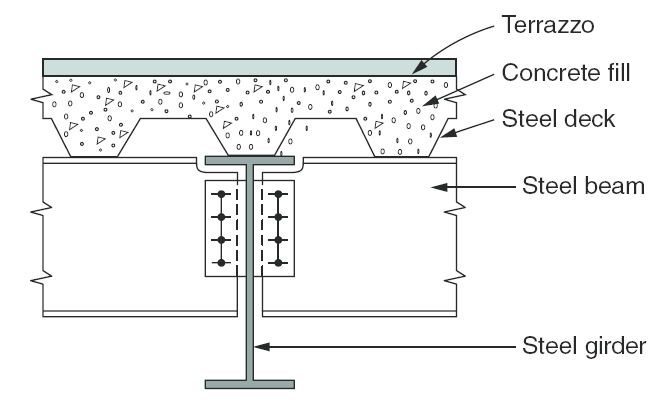 Terrazzo
Concrete fill
Steel deck
Steel beam
Steel girder